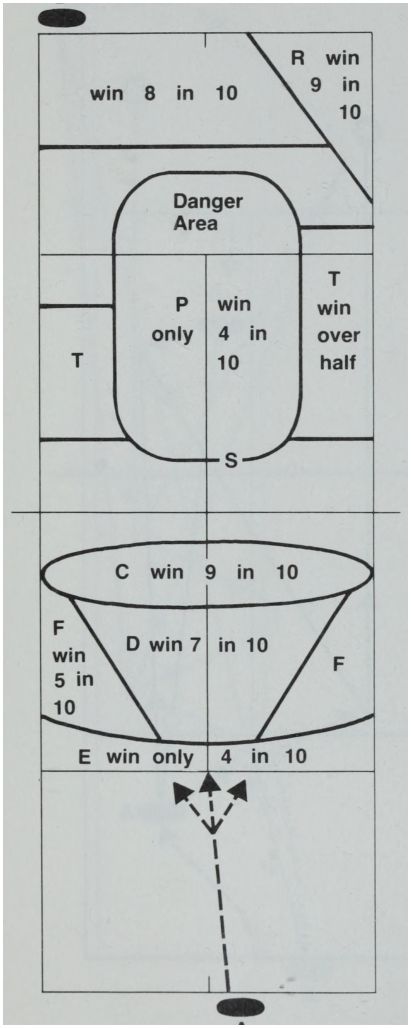 win 8 in 10
R win
9 in
10
Danger
Area
P win
only 4 in
10
T
win
over
half
T
S
C win 9 in 10
F
win
5 in
10
D win 7 in 10
F
E win only 4 in 10